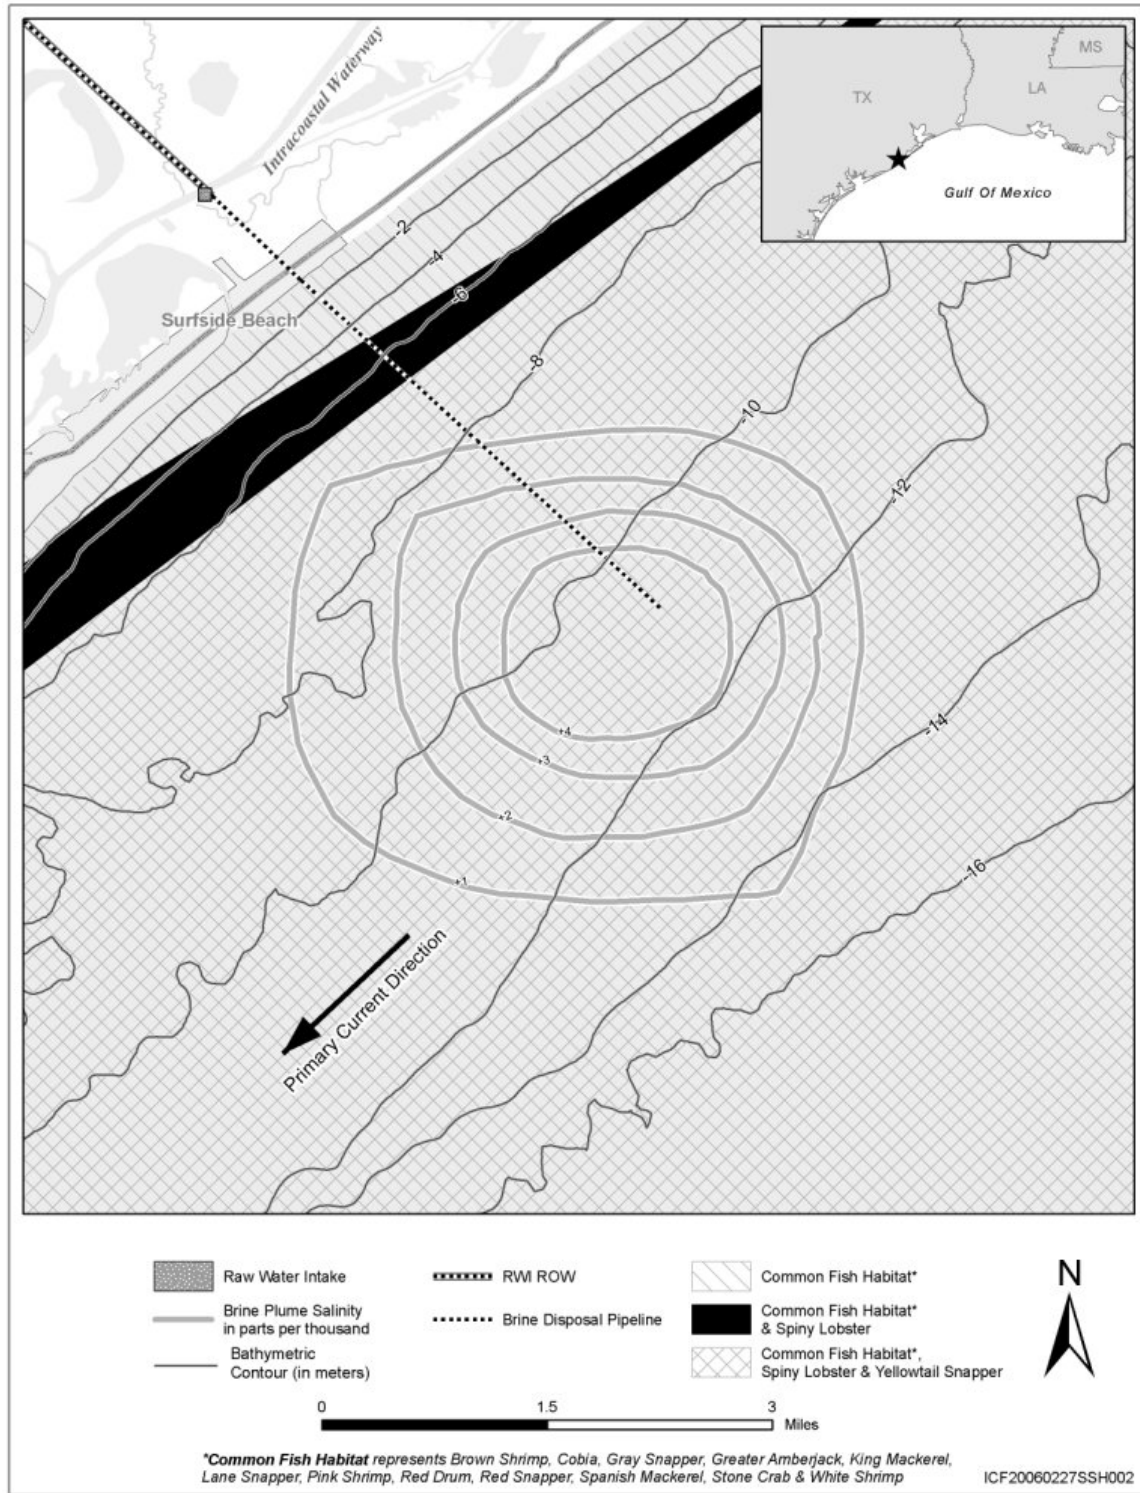 MS
LA
TX
Gulf Of Mexico
Intracoastal Waterway
Surfside Beach
-2
-4
-6
-8
-10
-12
-14
-16
+4
+3
+2
+1
Primary Current Direction
Raw Water Intake
Brine Plume Salinity
in parts per thousand
Bathymetric
Contour (in meters)
RWI ROW
Brine Disposal Pipeline
Common Fish Habitat*
Common Fish Habitat*
& Spiny Lobster
Common Fish Habitat*,
Spiny Lobster & Yellowtail Snapper
N
0 1.5 3
Miles
*Common Fish Habitat represents Brown Shrimp, Cobia, Gray Snapper, Greater Amberjack, King Mackerel,
Lane Snapper, Pink Shrimp, Red Drum, Red Snapper, Spanish Mackerel, Stone Crab & White Shrimp
ICF20060227SSH002